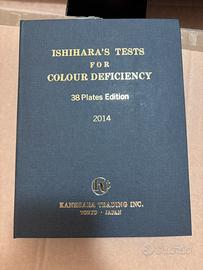 ISHIHARA'S TESTS
FOR
COLOUR DEFICIENCY
38 Plates Edition
2014
KANEHARA TRADING INC.
TOKYO · JAPAN